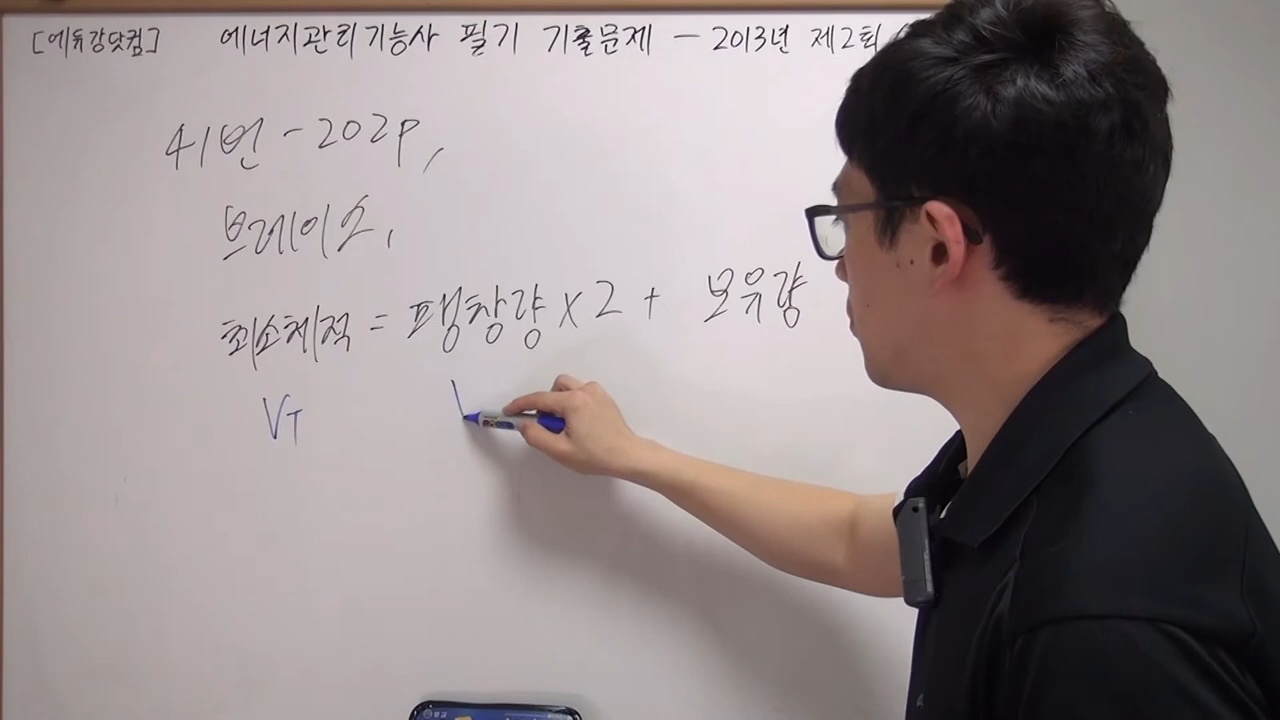 [에듀강닷컴] 에너지관리기능사 필기 기출문제 - 2013년 제2회 (
41번 - 202p,
브레이스,
최소체적 = 팽창량 x 2 + 보유량
VT